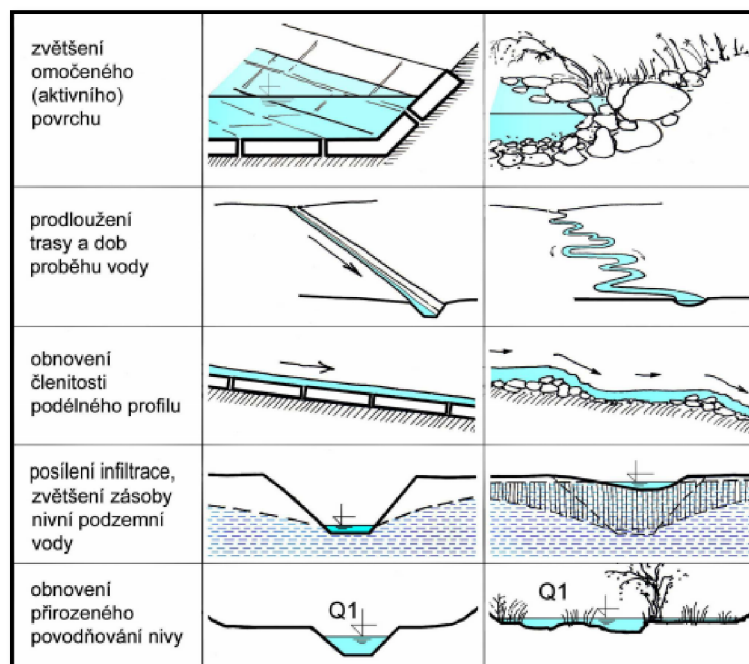 zvětšení
omočeného
(aktivního)
povrchu
prodloužení
trasy a dob
proběhu vody
obnovení
členitosti
podélného profilu
posílení infiltrace,
zvětšení zásoby
nivní podzemní
vody
obnovení
přirozeného
povodňování nivy
Q1
Q1